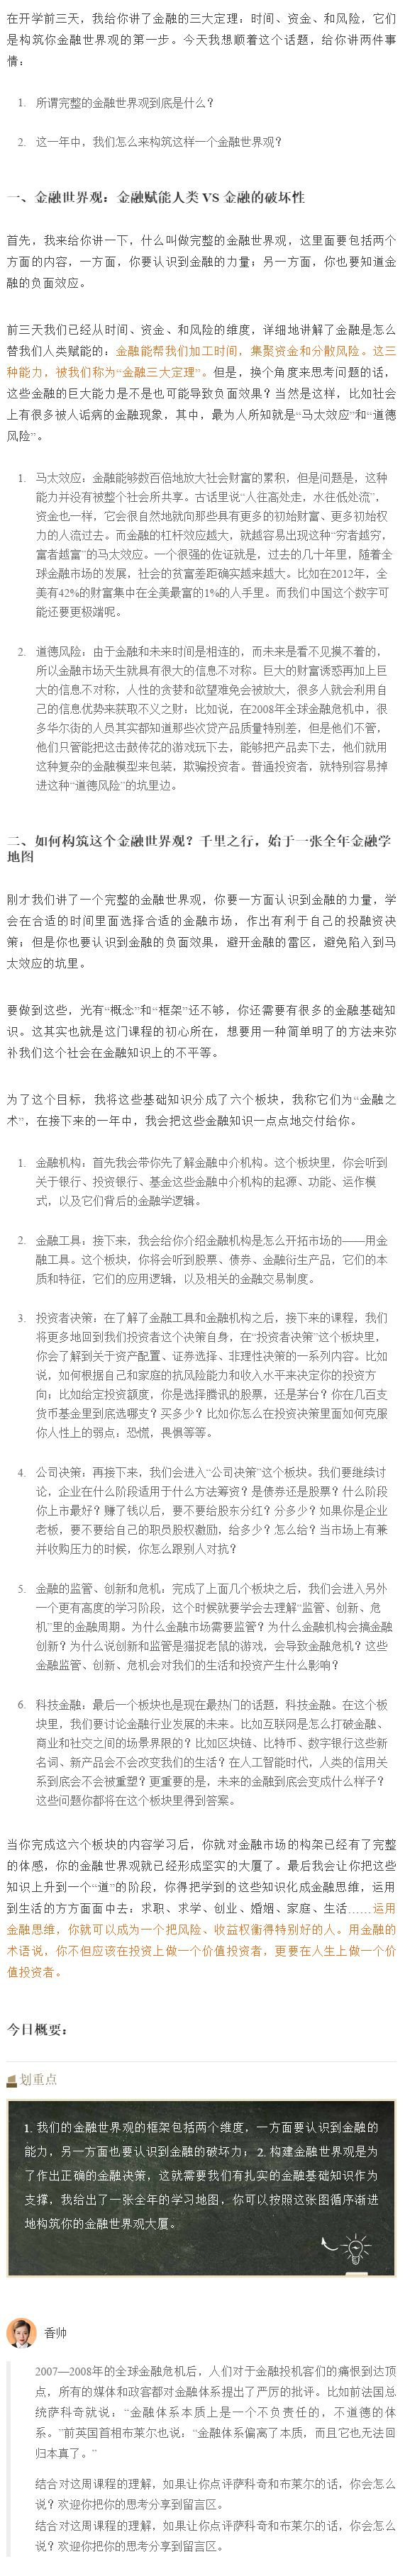 在开学前三天，我给你讲了金融的三大定理：时间、资金、和风险，它们
是构筑你金融世界观的第一步。今天我想顺着这个话题，给你讲两件事
情：
1. 所谓完整的金融世界观到底是什么？
2. 这一年中，我们怎么来构筑这样一个金融世界观？
一、金融世界观：金融赋能人类 VS 金融的破坏性
首先，我来给你讲一下，什么叫做完整的金融世界观，这里面要包括两个
方面的内容，一方面，你要认识到金融的力量；另一方面，你也要知道金
融的负面效应。
前三天我们已经从时间、资金、和风险的维度，详细地讲解了金融是怎么
替我们人类赋能的：金融能帮我们加工时间，集聚资金和分散风险。这三
种能力，被我们称为“金融三大定理”。但是，换个角度来思考问题的话，
这些金融的巨大能力是不是也可能导致负面效果？当然是这样，比如社会
上有很多被人诟病的金融现象，其中，最为人所知就是“马太效应”和“道德
风险”。
1. 马太效应：金融能够数百倍地放大社会财富的累积，但是问题是，这种
能力并没有被整个社会所共享。古话里说“人往高处走，水往低处流”，
资金也一样，它会很自然地就向那些具有更多的初始财富、更多初始权
力的人流过去。而金融的杠杆效应越大，就越容易出现这种“穷者越穷，
富者越富”的马太效应。一个很强的佐证就是，过去的几十年里，随着全
球金融市场的发展，社会的贫富差距确实越来越大。比如在2012年，全
美有42%的财富集中在全美最富的1%的人手里。而我们中国这个数字可
能还要更极端呢。
2. 道德风险：由于金融和未来时间是相连的，而未来是看不见摸不着的，
所以金融市场天生就具有很大的信息不对称。巨大的财富诱惑再加上巨
大的信息不对称，人性的贪婪和欲望难免会被放大，很多人就会利用自
己的信息优势来获取不义之财：比如说，在2008年全球金融危机中，很
多华尔街的人员其实都知道那些次贷产品质量特别差，但是他们不管，
他们只管能把这击鼓传花的游戏玩下去，能够把产品卖下去，他们就用
这种复杂的金融模型来包装，欺骗投资者。普通投资者，就特别容易掉
进这种“道德风险”的坑里边。
二、如何构筑这个金融世界观？千里之行，始于一张全年金融学
地图
刚才我们讲了一个完整的金融世界观，你要一方面认识到金融的力量，学
会在合适的时间里面选择合适的金融市场，作出有利于自己的投融资决
策；但是你也要认识到金融的负面效果，避开金融的雷区，避免陷入到马
太效应的坑里。
要做到这些，光有“概念”和“框架”还不够，你还需要有很多的金融基础知
识。这其实也就是这门课程的初心所在，想要用一种简单明了的方法来弥
补我们这个社会在金融知识上的不平等。
为了这个目标，我将这些基础知识分成了六个板块，我称它们为“金融之
术”，在接下来的一年中，我会把这些金融知识一点点地交付给你。
1. 金融机构：首先我会带你先了解金融中介机构。这个板块里，你会听到
关于银行、投资银行、基金这些金融中介机构的起源、功能、运作模
式，以及它们背后的金融学逻辑。
2. 金融工具：接下来，我会给你介绍金融机构是怎么开拓市场的——用金
融工具。这个板块，你将会听到股票、债券、金融衍生产品，它们的本
质和特征，它们的应用逻辑，以及相关的金融交易制度。
3. 投资者决策：在了解了金融工具和金融机构之后，接下来的课程，我们
将更多地回到我们投资者这个决策自身，在“投资者决策”这个板块里，
你会了解到关于资产配置、证券选择、非理性决策的一系列内容。比如
说，如何根据自己和家庭的抗风险能力和收入水平来决定你的投资方
向；比如给定投资额度，你是选择腾讯的股票，还是茅台？你在几百支
货币基金里到底选哪支？买多少？比如你怎么在投资决策里面如何克服
你人性上的弱点：恐慌，畏惧等等。
4. 公司决策：再接下来，我们会进入“公司决策”这个板块。我们要继续讨
论，企业在什么阶段适用于什么方法筹资？是债券还是股票？什么阶段
你上市最好？赚了钱以后，要不要给股东分红？分多少？如果你是企业
老板，要不要给自己的职员股权激励，给多少？怎么给？当市场上有兼
并收购压力的时候，你怎么跟别人对抗？
5. 金融的监管、创新和危机：完成了上面几个板块之后，我们会进入另外
一个更有高度的学习阶段，这个时候就要学会去理解“监管、创新、危
机”里的金融周期。为什么金融市场需要监管？为什么金融机构会搞金融
创新？为什么说创新和监管是猫捉老鼠的游戏，会导致金融危机？这些
金融监管、创新、危机会对我们的生活和投资产生什么影响？
6. 科技金融：最后一个板块也是现在最热门的话题，科技金融。在这个板
块里，我们要讨论金融行业发展的未来。比如互联网是怎么打破金融、
商业和社交之间的场景界限的？比如区块链、比特币、数字银行这些新
名词、新产品会不会改变我们的生活？在人工智能时代，人类的信用关
系到底会不会被重塑？更重要的是，未来的金融到底会变成什么样子？
这些问题你都将在这个板块里得到答案。
当你完成这六个板块的内容学习后，你就对金融市场的构架已经有了完整
的体感，你的金融世界观就已经形成坚实的大厦了。最后我会让你把这些
知识上升到一个“道”的阶段，你得把学到的这些知识化成金融思维，运用
到生活的方方面面中去：求职、求学、创业、婚姻、家庭、生活……运用
金融思维，你就可以成为一个把风险、收益权衡得特别好的人。用金融的
术语说，你不但应该在投资上做一个价值投资者，更要在人生上做一个价
值投资者。
今日概要：
划重点
1. 我们的金融世界观的框架包括两个维度，一方面要认识到金融的
能力，另一方面也要认识到金融的破坏力； 2. 构建金融世界观是为
了作出正确的金融决策，这就需要我们有扎实的金融基础知识作为
支撑，我给出了一张全年的学习地图，你可以按照这张图循序渐进
地构筑你的金融世界观大厦。
香帅
2007—2008年的全球金融危机后，人们对于金融投机客们的痛恨到达顶
点，所有的媒体和政客都对金融体系提出了严厉的批评。比如前法国总
统萨科奇就说：“金融体系本质上是一个不负责任的，不道德的体
系。”前英国首相布莱尔也说：“金融体系偏离了本质，而且它也无法回
归本真了。”
结合对这周课程的理解，如果让你点评萨科奇和布莱尔的话，你会怎么
说？欢迎你把你的思考分享到留言区。
结合对这周课程的理解，如果让你点评萨科奇和布莱尔的话，你会怎么
说？欢迎你把你的思考分享到留言区。